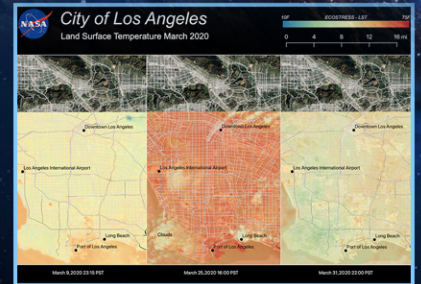 NASA
City of Los Angeles
Land Surface Temperature March 2020
10F ECOSTRESS - LST 75F
0 4 8 12 16 mi
Downtown Los Angeles
Downtown Los Angeles
Downtown Los Angeles
Los Angeles International Airport
Los Angeles International Airport
Los Angeles International Airport
Clouds
Long Beach
Long Beach
Long Beach
Port of Los Angeles
Port of Los Angeles
Port of Los Angeles
March 9, 2020 23:15 PST
March 25, 2020 16:00 PST
March 31, 2020 22:00 PST